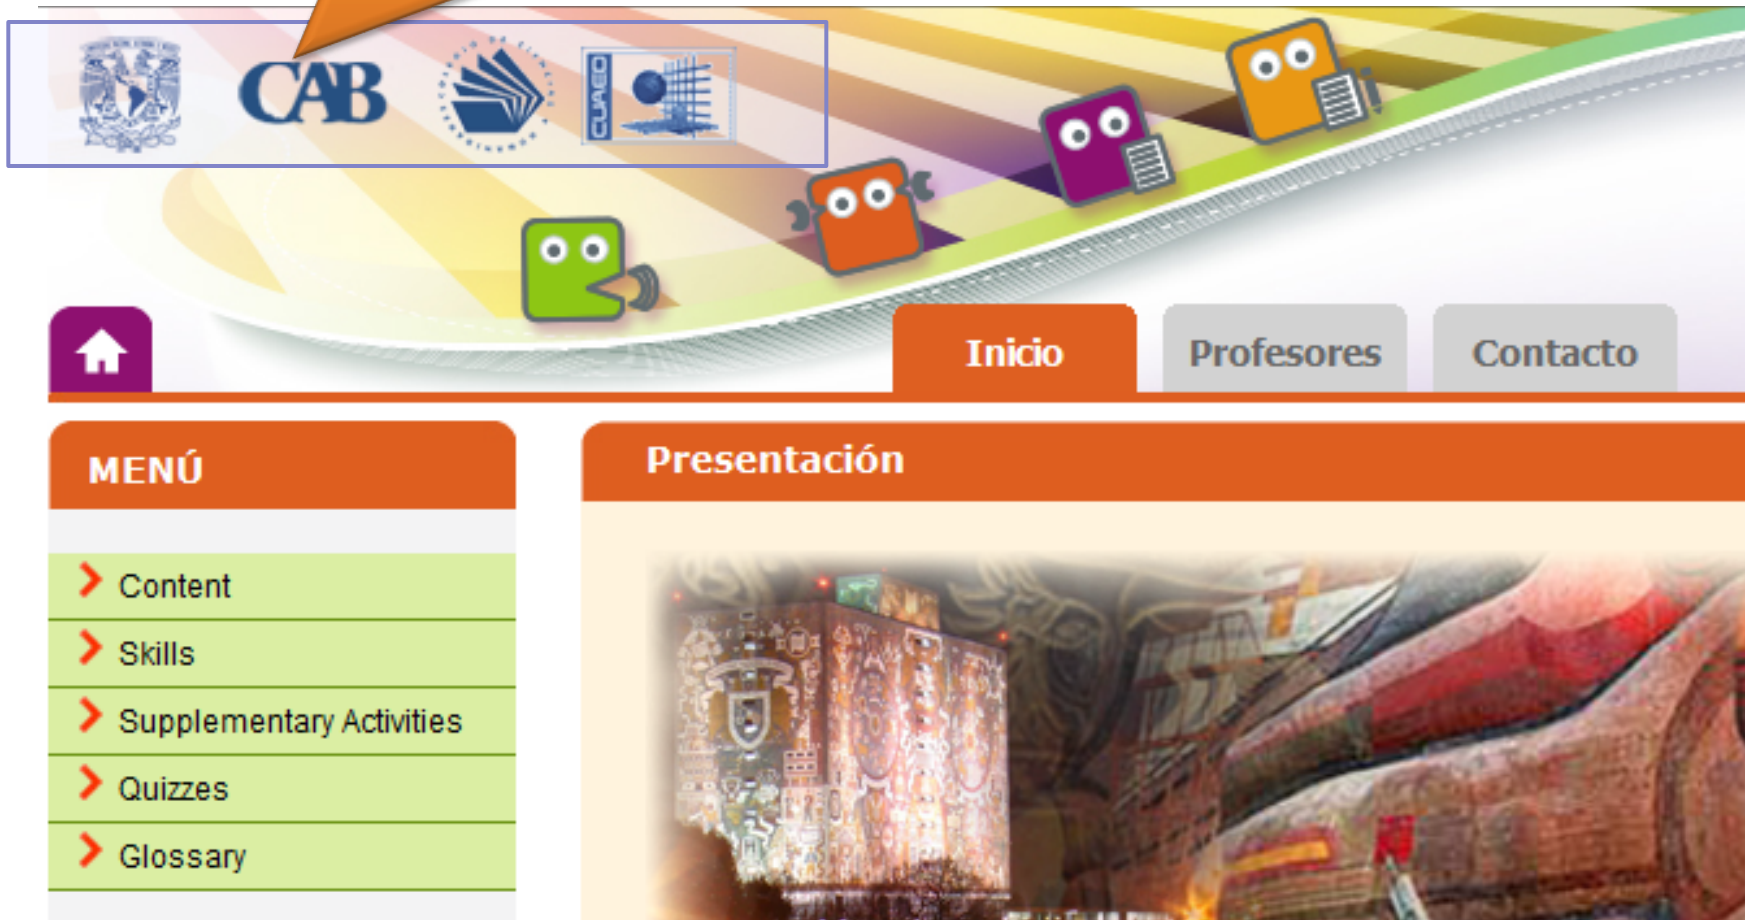 CAB
CUAED
Inicio
Profesores
Contacto
MENÚ
Presentación
Content
Skills
Supplementary Activities
Quizzes
Glossary